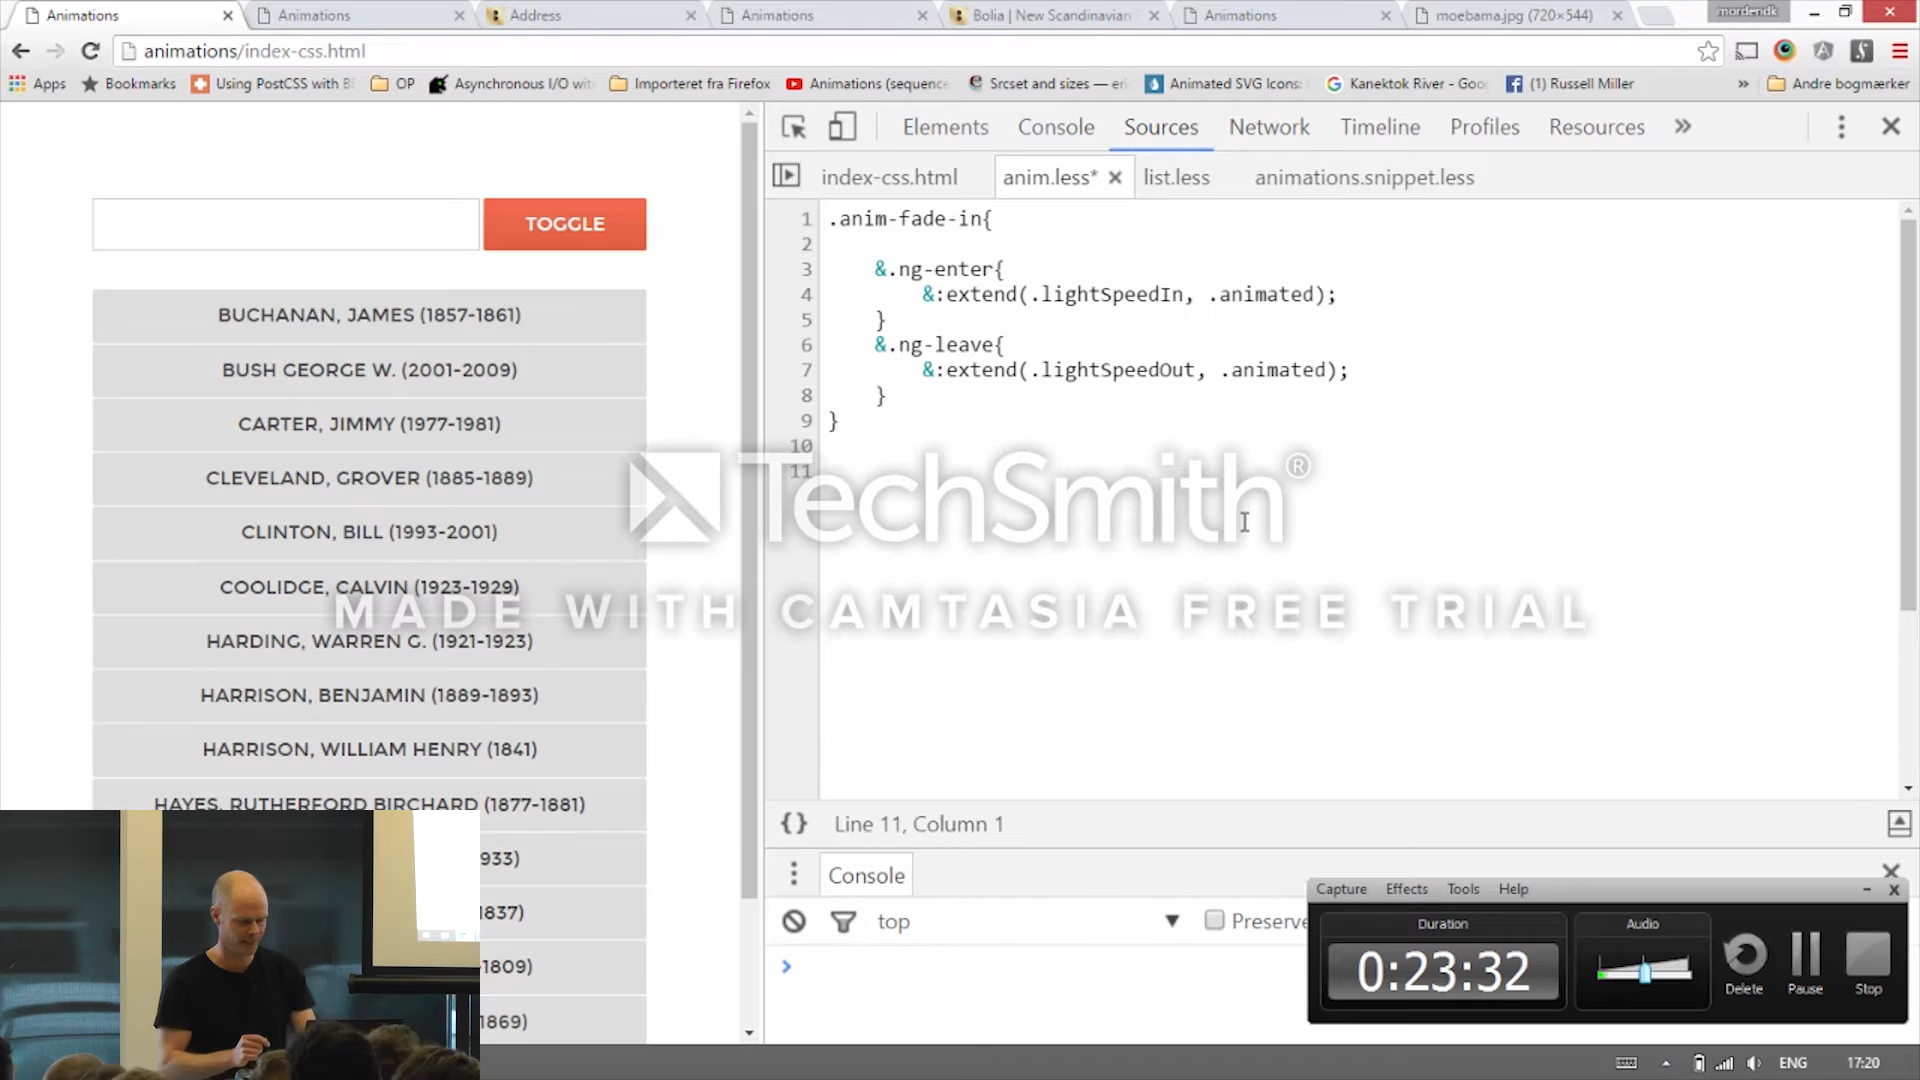 Animations
Animations
Address
Animations
Bolia | New Scandinavian
Animations
moebama.jpg (720×544)
mordendk
animations/index-css.html
Apps
Bookmarks
Using PostCSS with BE
OP
Asynchronous I/O wit
Importeret fra Firefox
Animations (sequence
Srcset and sizes — eri
Animated SVG Icons:
Kanektok River - Goo
(1) Russell Miller
»
Andre bogmærker
TOGGLE
BUCHANAN, JAMES (1857-1861)
BUSH GEORGE W. (2001-2009)
CARTER, JIMMY (1977-1981)
CLEVELAND, GROVER (1885-1889)
CLINTON, BILL (1993-2001)
COOLIDGE, CALVIN (1923-1929)
HARDING, WARREN G. (1921-1923)
HARRISON, BENJAMIN (1889-1893)
HARRISON, WILLIAM HENRY (1841)
HAYES, RUTHERFORD BIRCHARD (1877-1881)
933)
1837)
-1809)
1869)
Elements Console Sources Network Timeline Profiles Resources »
index-css.html anim.less* × list.less animations.snippet.less
1 .anim-fade-in{
2
3 &.ng-enter{
4 &:extend(.lightSpeedIn, .animated);
5 }
6 &.ng-leave{
7 &:extend(.lightSpeedOut, .animated);
8 }
9 }
10
11
TechSmith®
MADE WITH CAMTASIA FREE TRIAL
{} Line 11, Column 1
Console
top
Preserve
>
Capture Effects Tools Help
Duration
0:23:32
Audio
Delete
Pause
Stop
ENG
17:20